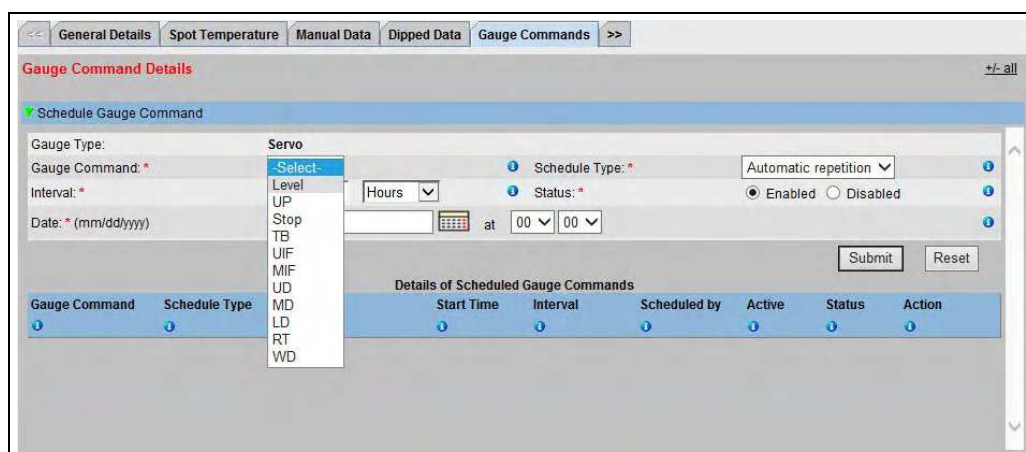 << General Details Spot Temperature Manual Data Dipped Data Gauge Commands >>
Gauge Command Details +/- all
Schedule Gauge Command
Gauge Type: Servo
Gauge Command: * -Select- Schedule Type: * Automatic repetition
Interval: * Hours Status: * Enabled Disabled
Date: * (mm/dd/yyyy) at 00 00
Level
UP
Stop
TB
UIF
MIF
UD
MD
LD
RT
WD
Submit Reset
Details of Scheduled Gauge Commands
Gauge Command Schedule Type Start Time Interval Scheduled by Active Status Action